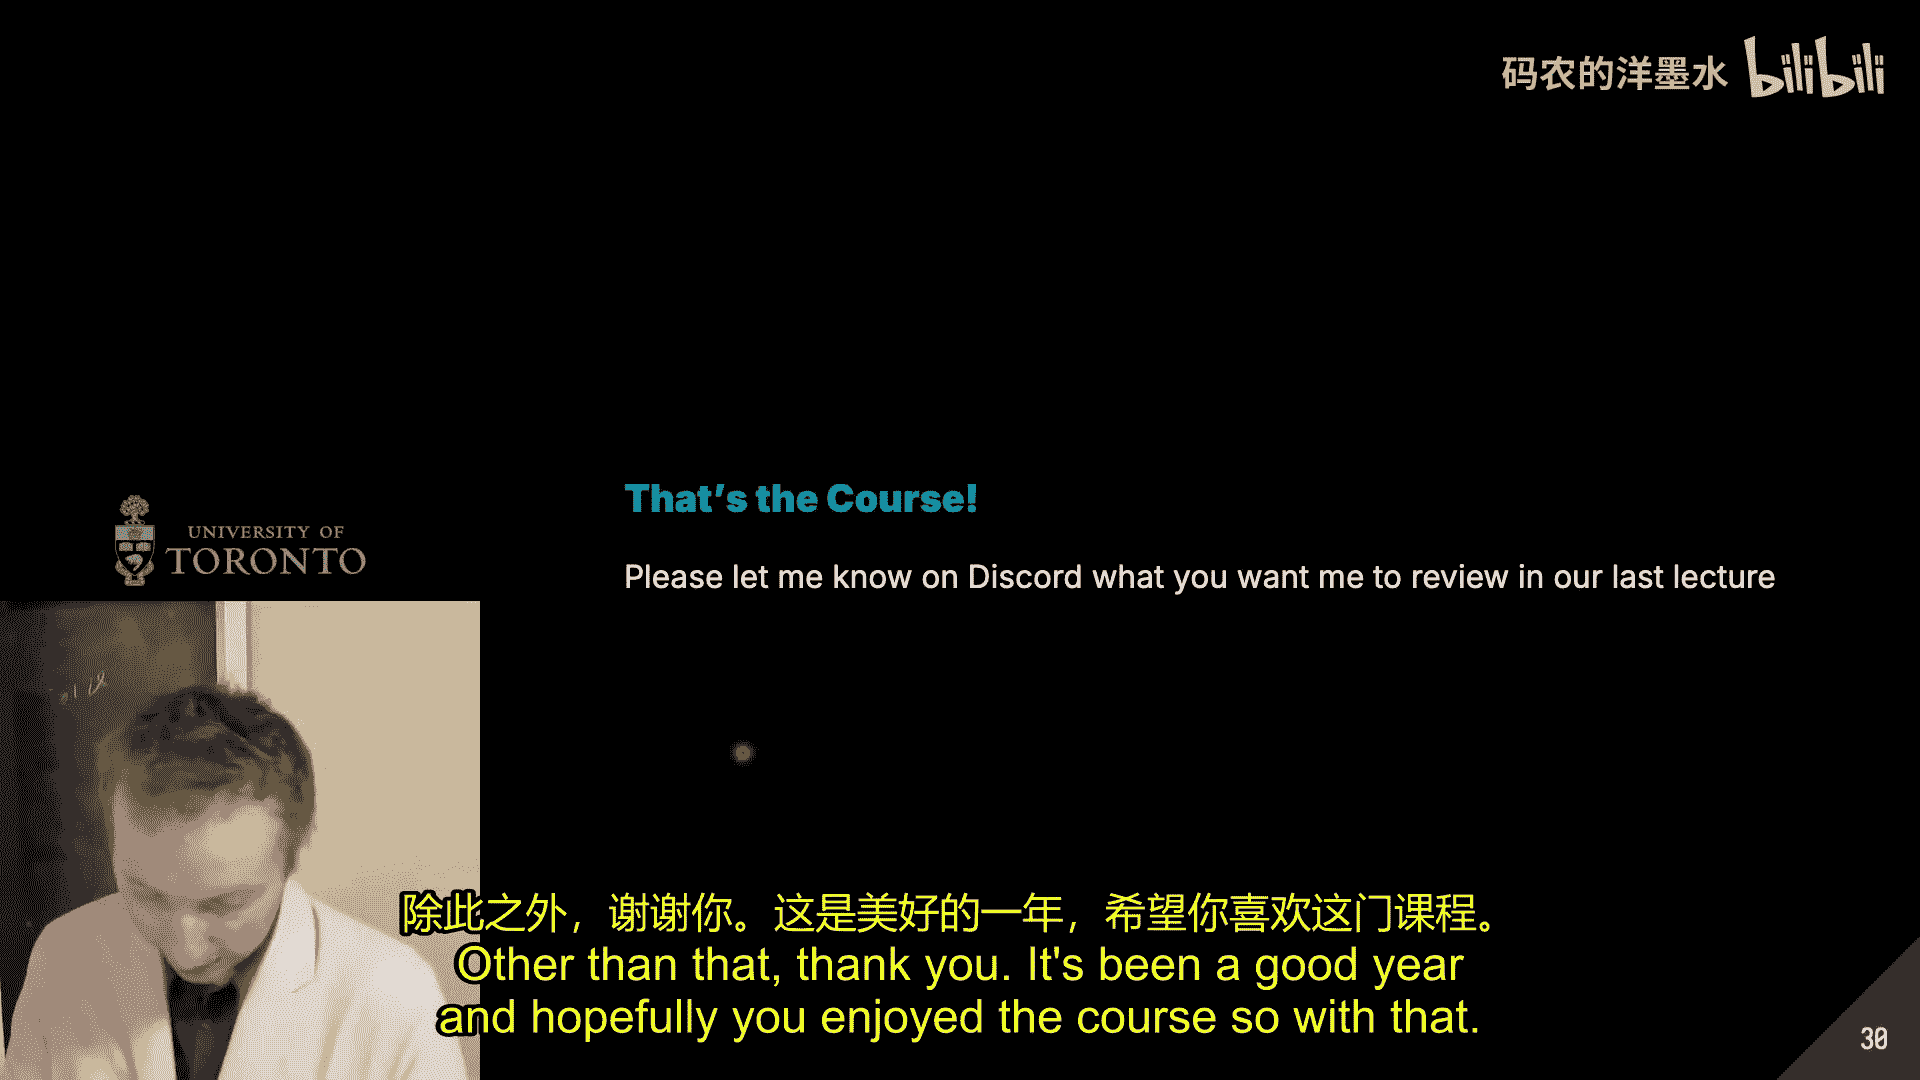 码农的洋墨水 bilibili
That's the Course!
UNIVERSITY OF
TORONTO
Please let me know on Discord what you want me to review in our last lecture
除此之外，谢谢你。这是美好的一年，希望你喜欢这门课程。
Other than that, thank you. It's been a good year
and hopefully you enjoyed the course so with that.
30